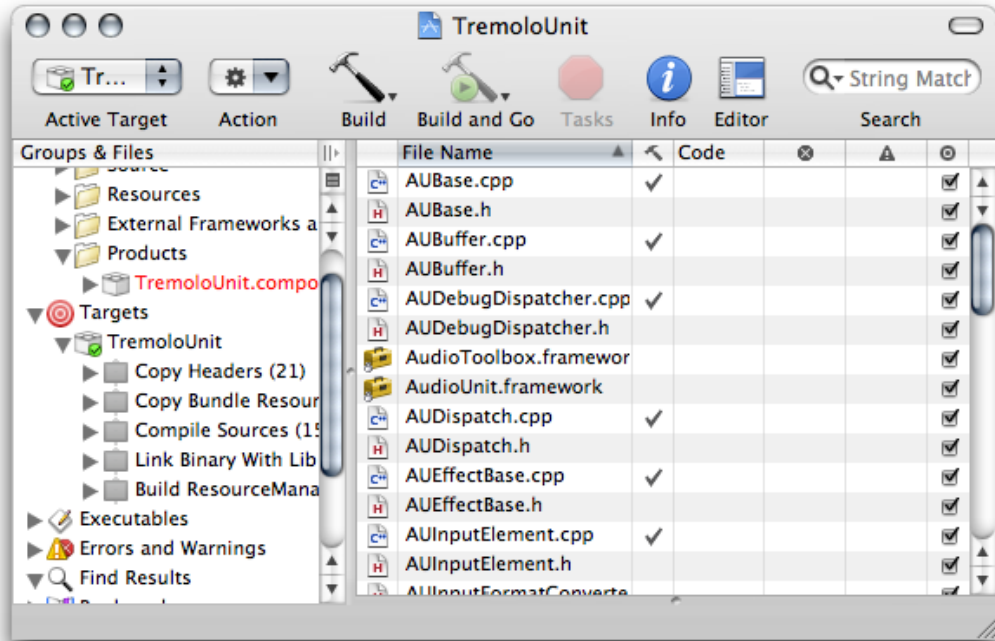 TremoloUnit
Tr...
String Match
Active Target
Action
Build
Build and Go
Tasks
Info
Editor
Search
Groups & Files
Source
Resources
External Frameworks a
Products
TremoloUnit.compo
Targets
TremoloUnit
Copy Headers (21)
Copy Bundle Resour
Compile Sources (15
Link Binary With Lib
Build ResourceMana
Executables
Errors and Warnings
Find Results
File Name
Code
AUBase.cpp
AUBase.h
AUBuffer.cpp
AUBuffer.h
AUDebugDispatcher.cpp
AUDebugDispatcher.h
AudioToolbox.framewor
AudioUnit.framework
AUDispatch.cpp
AUDispatch.h
AUEffectBase.cpp
AUEffectBase.h
AUInputElement.cpp
AUInputElement.h
AUInputFormatConverte